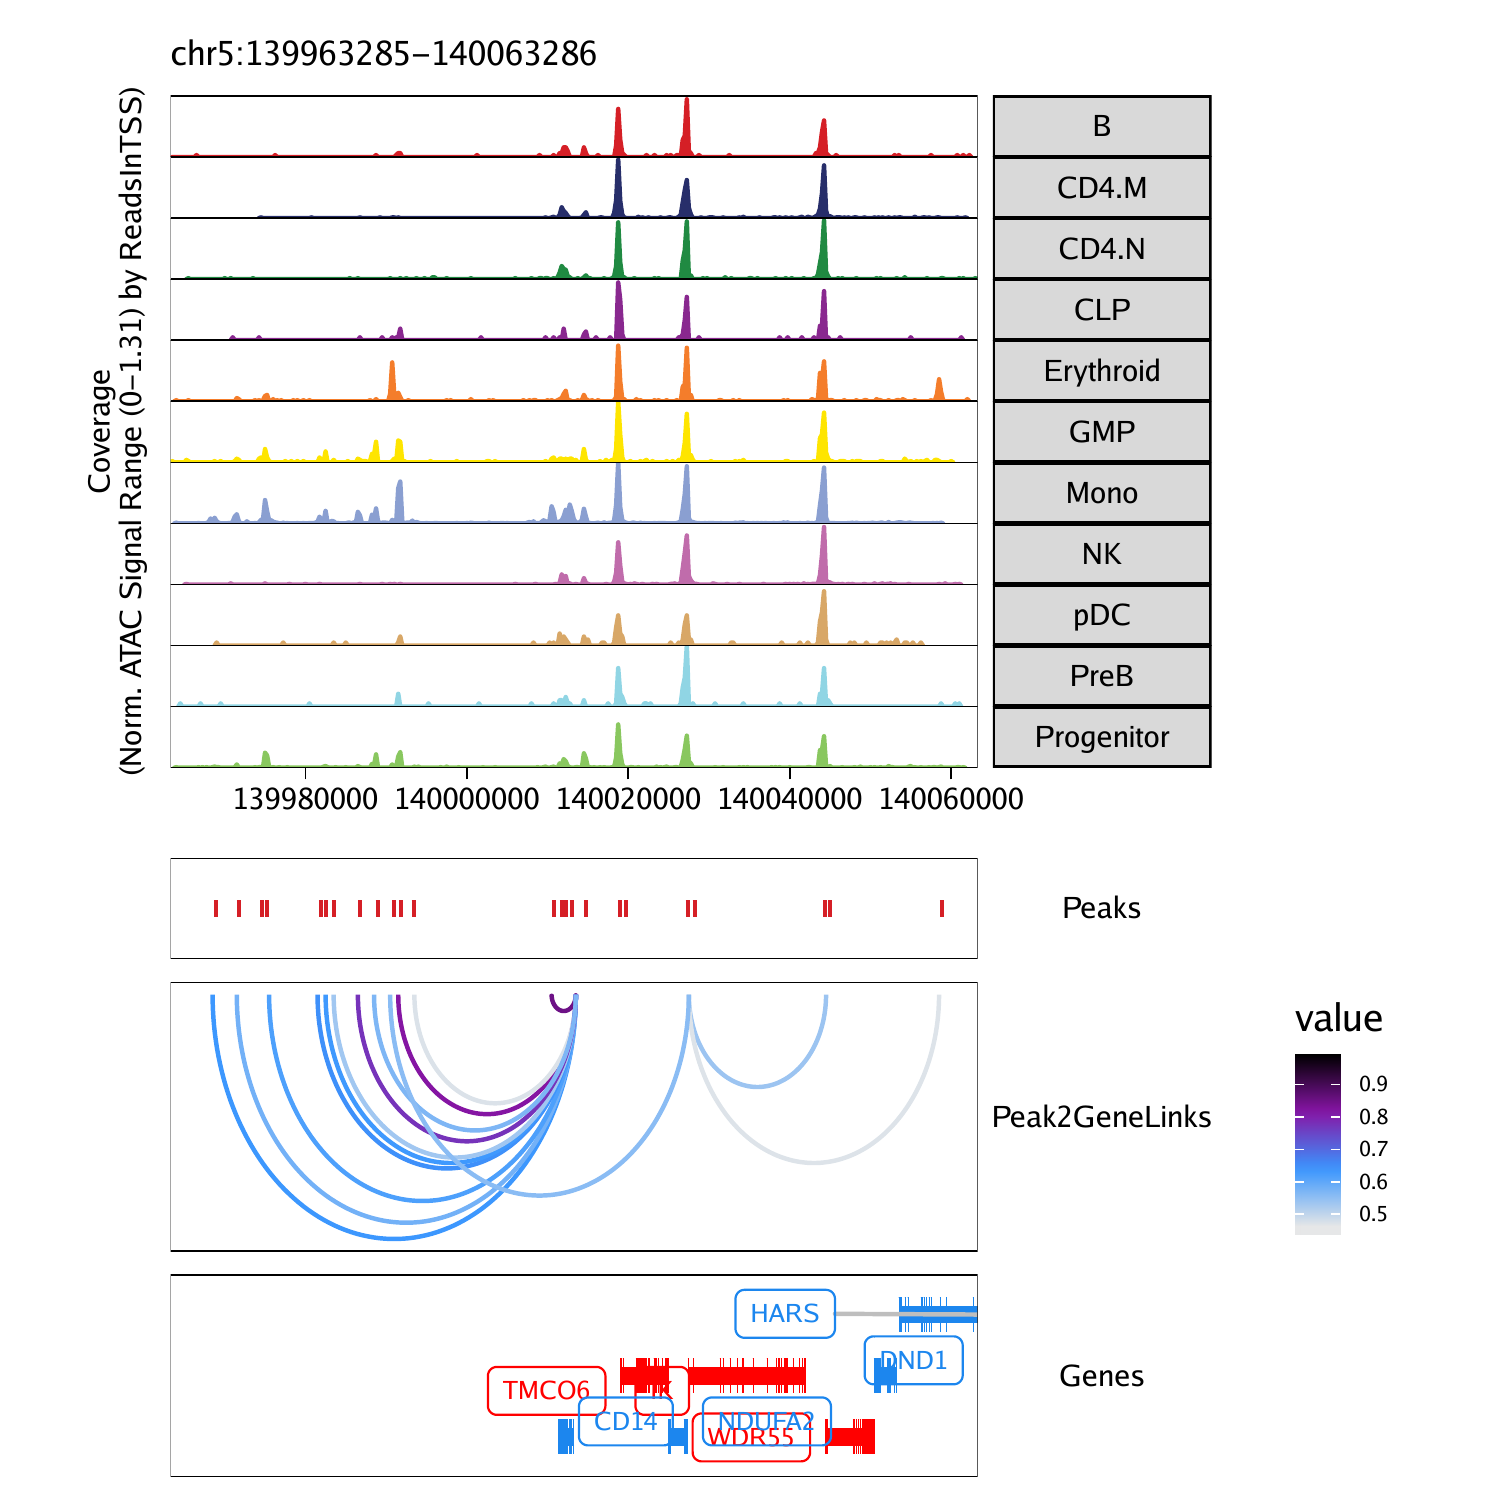 chr5:139963285−140063286
Coverage
(Norm. ATAC Signal Range (0−1.31) by ReadsInTSS)
B
CD4.M
CD4.N
CLP
Erythroid
GMP
Mono
NK
pDC
PreB
Progenitor
139980000 140000000 140020000 140040000 140060000
Peaks
Peak2GeneLinks
value
0.9
0.8
0.7
0.6
0.5
HARS
DND1
TMCO6 IK
CD14 NDUFA2
WDR55
Genes